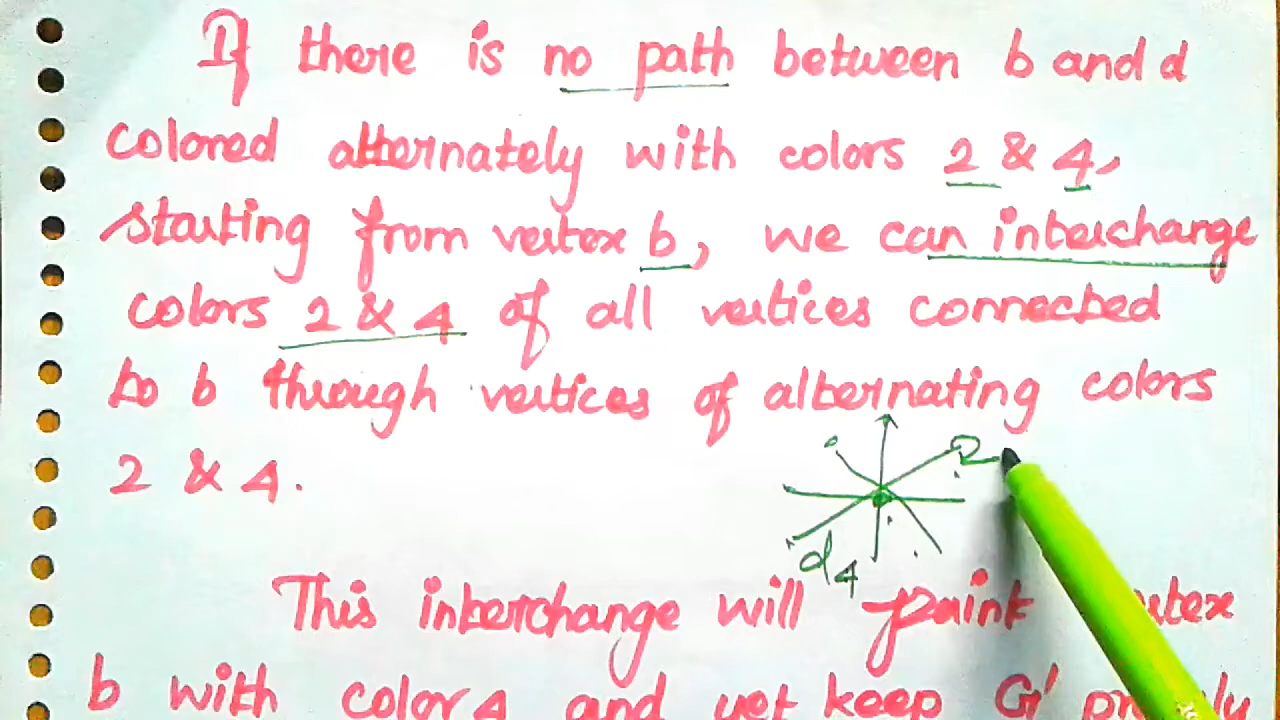 If there is no path between b and d
colored alternately with colors 2 & 4,
starting from vertex b, we can interchange
colors 2 & 4 of all vertices connected
to b through vertices of alternating colors
2 & 4.
2
d 4
This interchange will paint
b with color 4 and yet keep G'